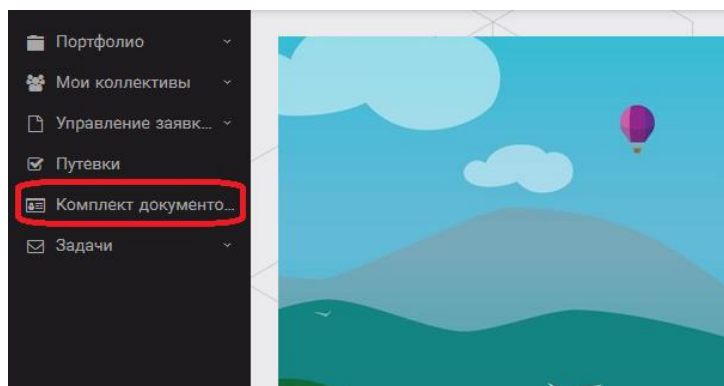 Портфолио
Мои коллективы
Управление заявк...
Путевки
Комплект документо...
Задачи